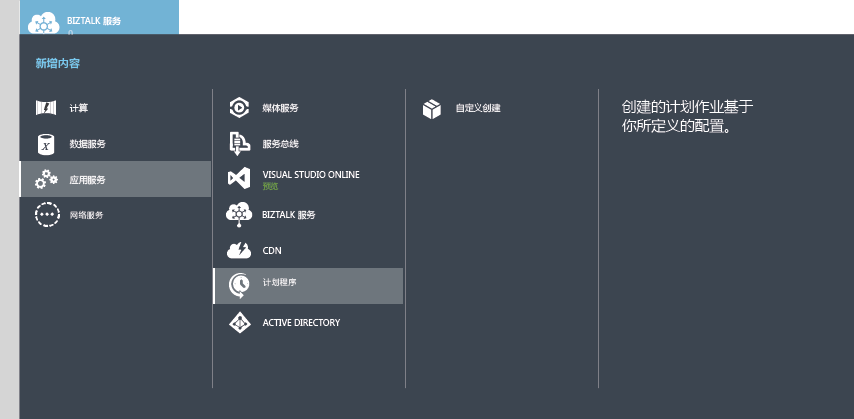 BIZTALK 服务
0
新增内容
计算
数据服务
应用服务
网络服务
媒体服务
服务总线
VISUAL STUDIO ONLINE
预览
BIZTALK 服务
CDN
计划程序
ACTIVE DIRECTORY
自定义创建
创建的计划作业基于
你所定义的配置。